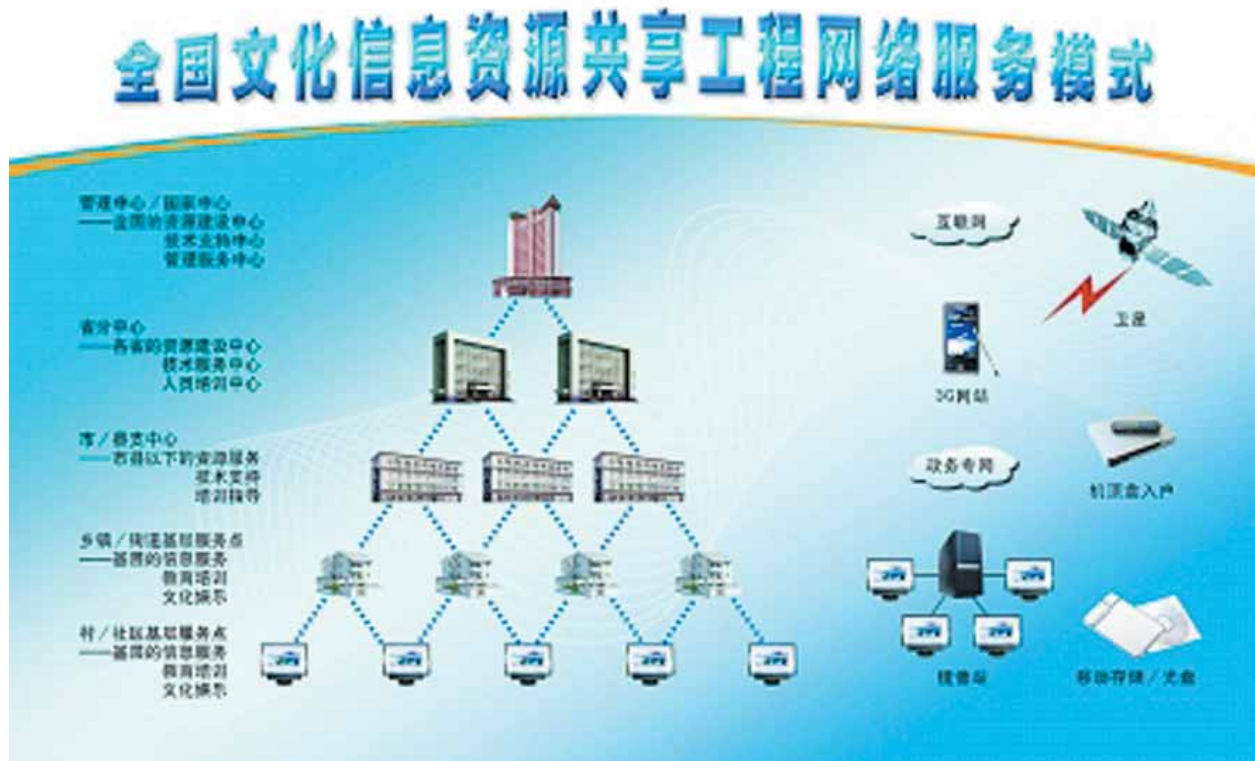 全国文化信息资源共享工程网络服务模式
管理中心／国家中心
——全国的资源建设中心
技术支持中心
管理服务中心
省分中心
——各省的资源建设中心
技术服务中心
人员培训中心
市／县支中心
——市县以下的资源服务
技术支持
培训指导
乡镇／街道基层服务点
——基层的信息服务
教育培训
文化娱乐
村／社区基层服务点
——基层的信息服务
教育培训
文化娱乐
互联网
卫星
3G网站
政务专网
机顶盒入户
镜像站
移动存储／光盘